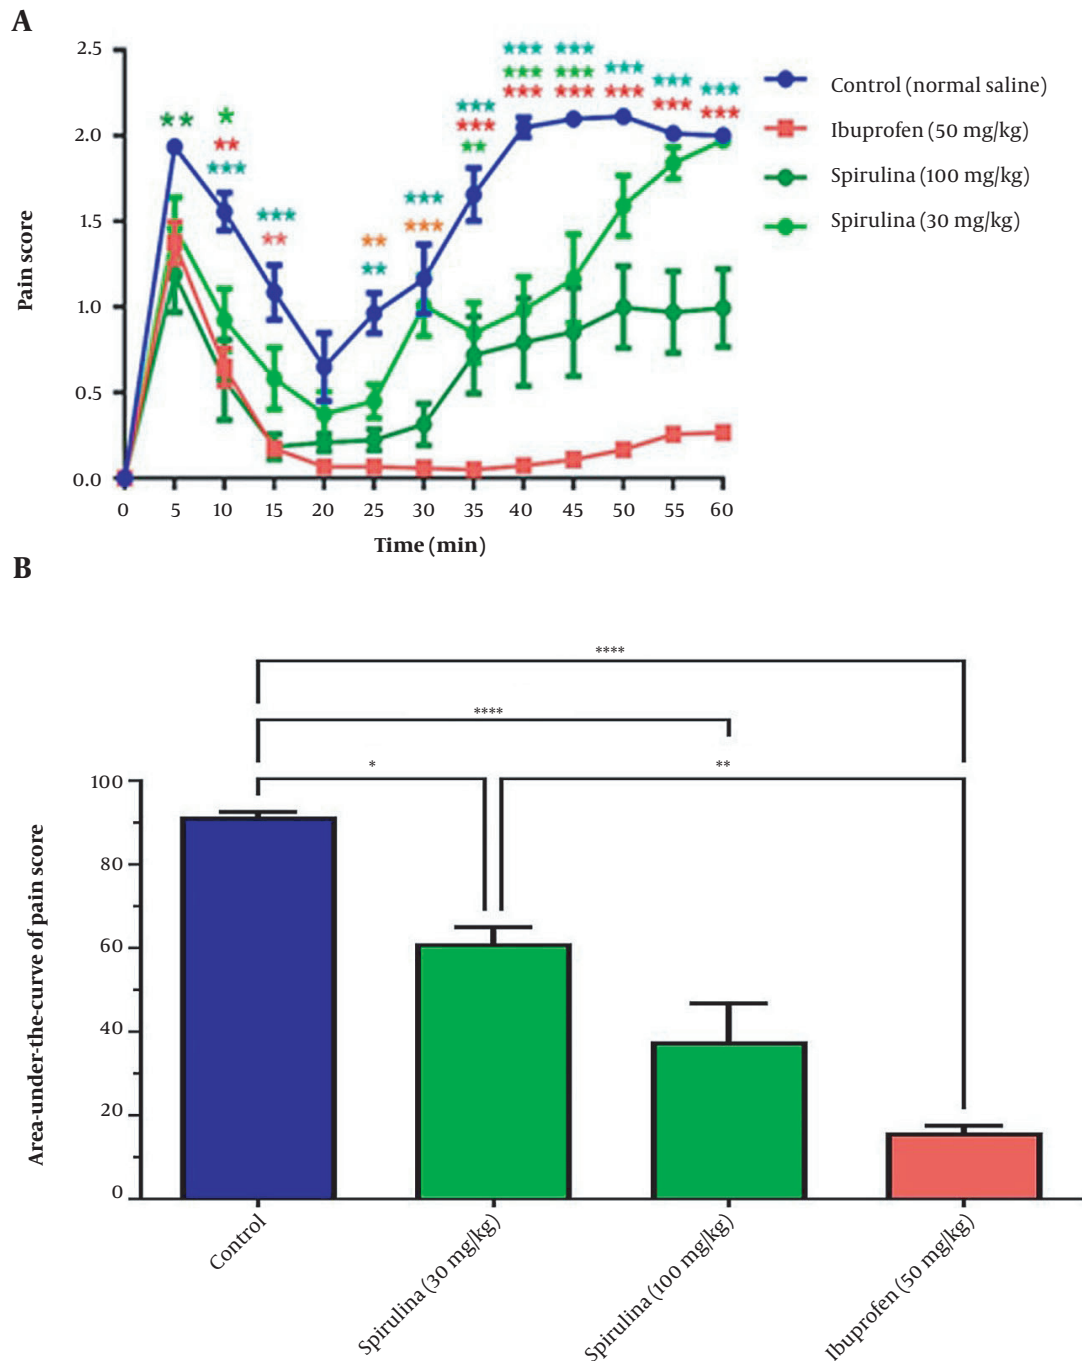 A
2.5
2.0
1.5
1.0
0.5
0.0
Pain score
** * ** *** *** ** ** ** *** *** *** *** ** *** *** *** *** *** *** *** *** *** *** *** ***
0 5 10 15 20 25 30 35 40 45 50 55 60
Time (min)
Control (normal saline)
Ibuprofen (50 mg/kg)
Spirulina (100 mg/kg)
Spirulina (30 mg/kg)
B
****
****
* **
100
80
60
40
20
0
Area-under-the-curve of pain score
Control
Spirulina (30 mg/kg)
Spirulina (100 mg/kg)
Ibuprofen (50 mg/kg)